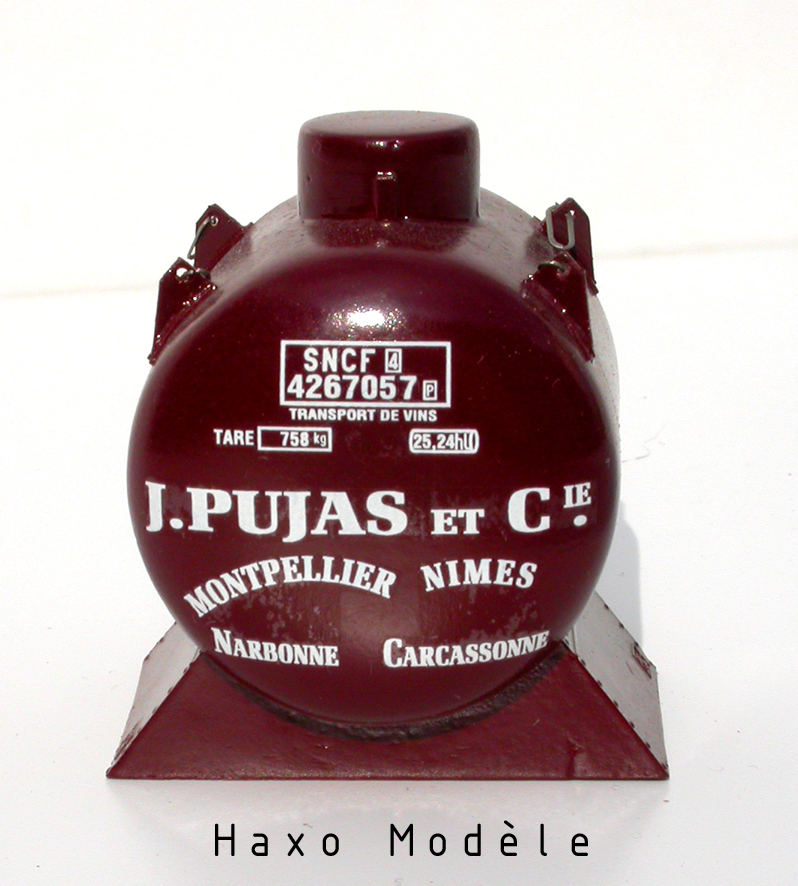 SNCF 4
4267057 P
TRANSPORT DE VINS
TARE 758 kg 25,24hl
J.PUJAS ET CIE.
MONTPELLIER NIMES
NARBONNE CARCASSONNE
Haxo Modèle